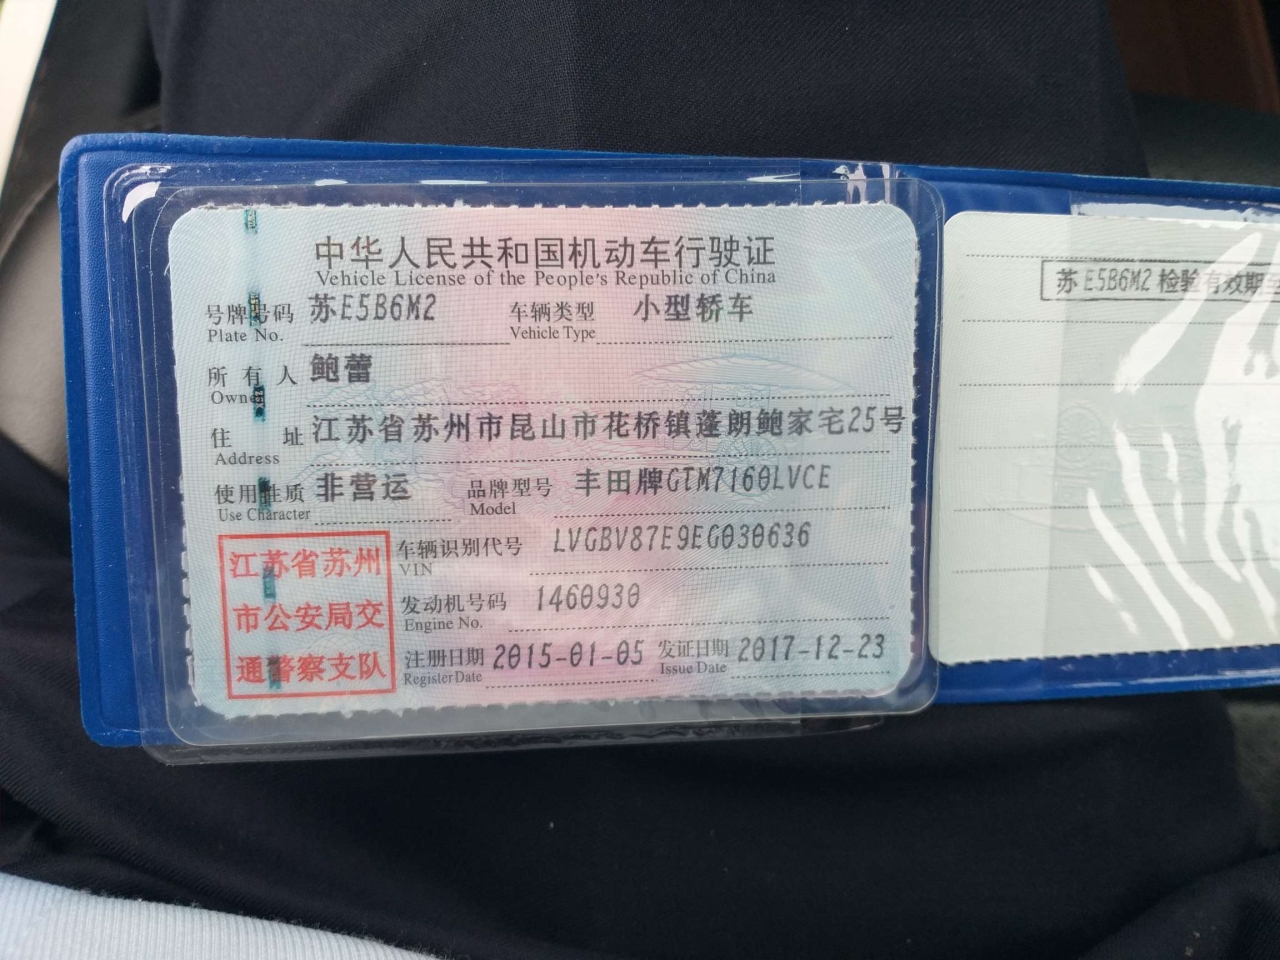 中华人民共和国机动车行驶证
Vehicle License of the People's Republic of China
号牌号码 苏E5B6M2 车辆类型 小型轿车
Plate No. Vehicle Type
所有人 鲍蕾
Owner
住址 江苏省苏州市昆山市花桥镇蓬朗鲍家宅25号
Address
使用性质 非营运 品牌型号 丰田牌GTM7160LVCE
Use Character Model
江苏省苏州
市公安局交
通警察支队
车辆识别代号 LVGBV87E9EG030636
VIN
发动机号码 1460930
Engine No.
注册日期 2015-01-05 发证日期 2017-12-23
Register Date Issue Date
苏E5B6M2 检验有效期至